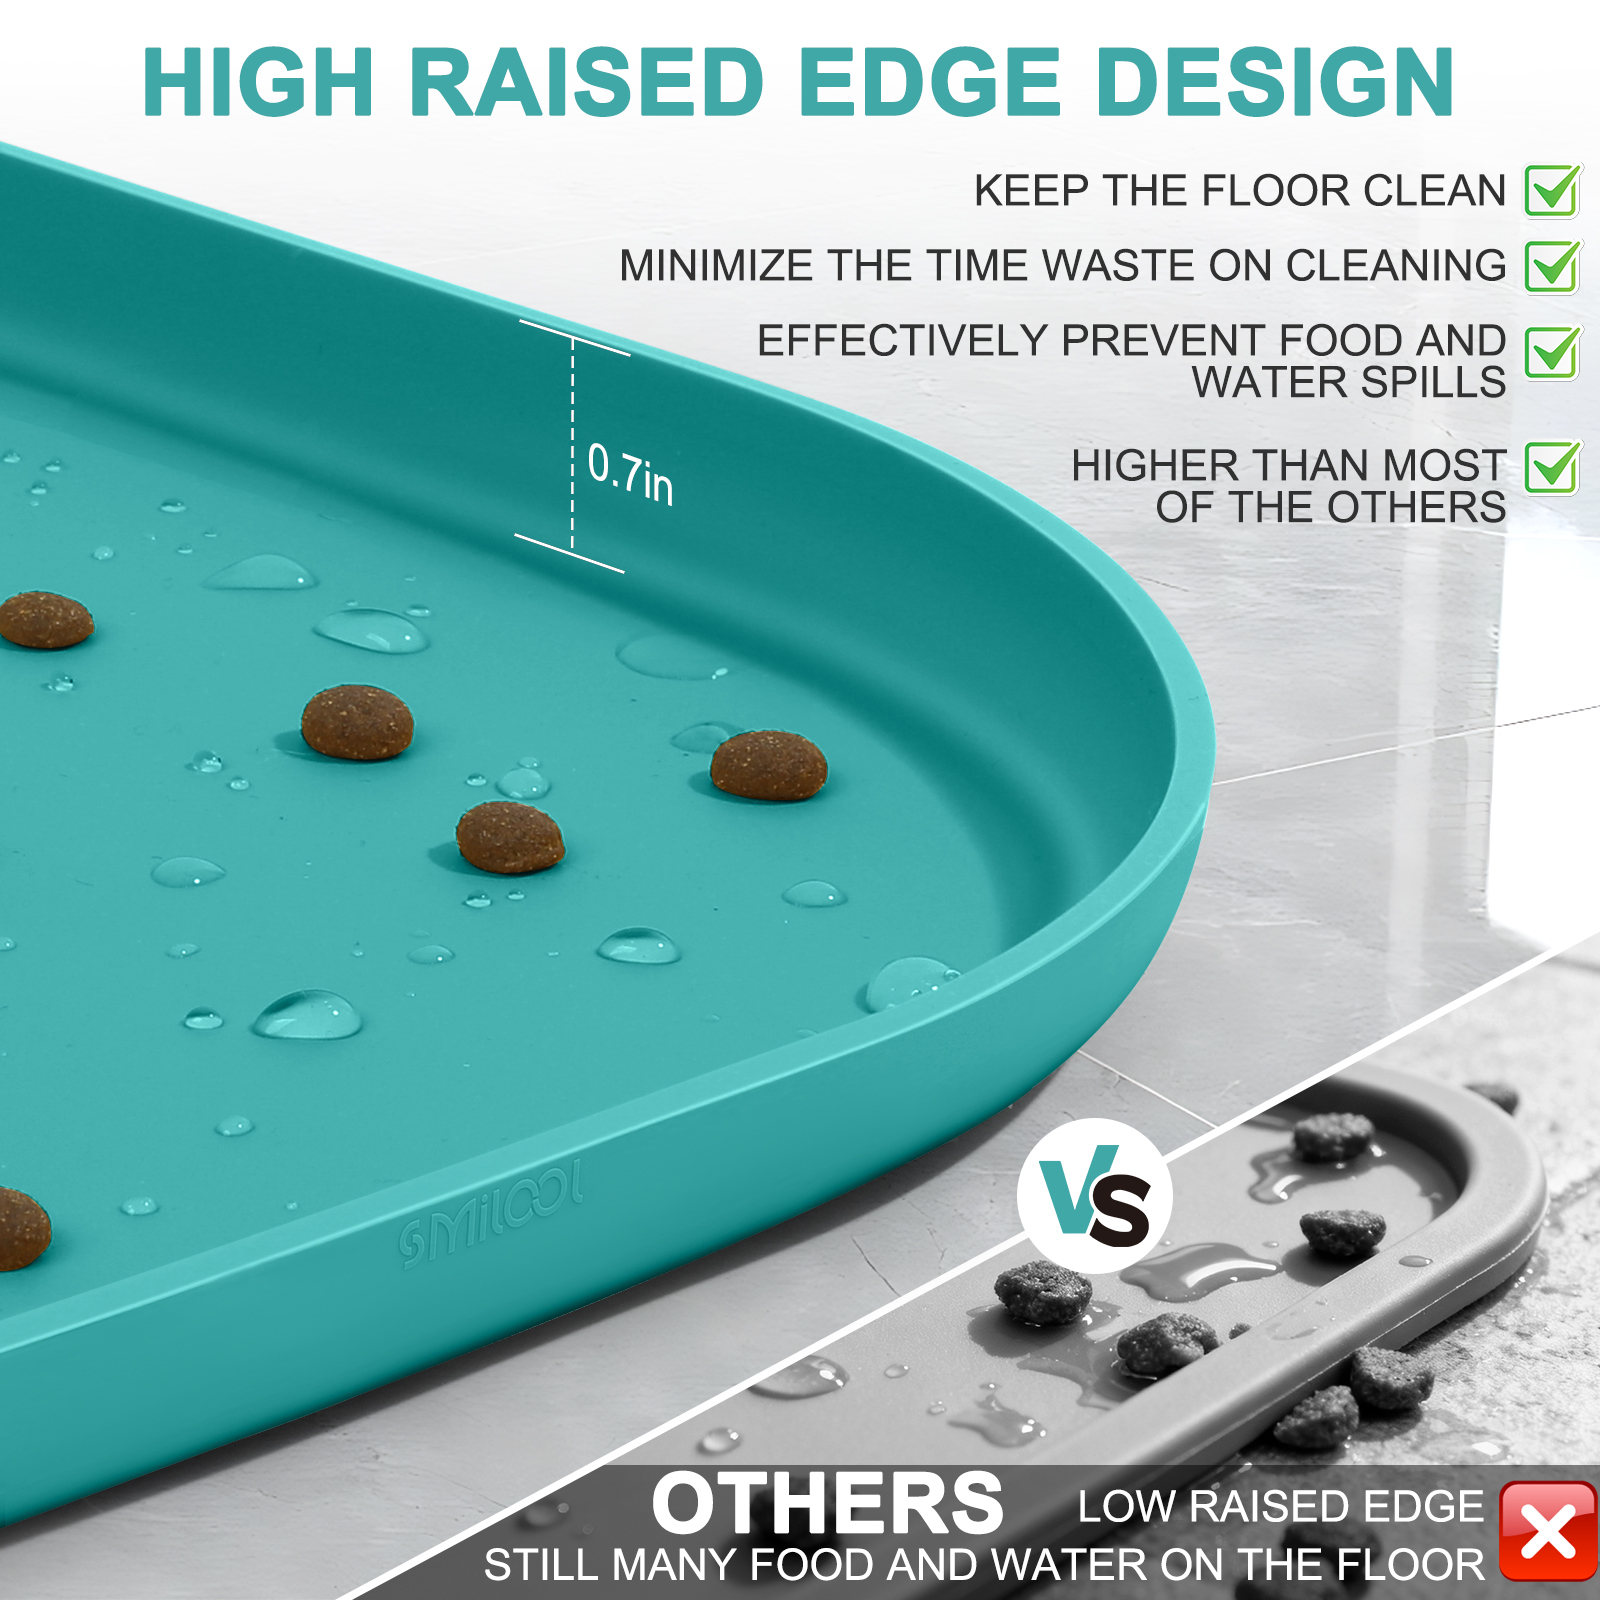 HIGH RAISED EDGE DESIGN
KEEP THE FLOOR CLEAN
MINIMIZE THE TIME WASTE ON CLEANING
EFFECTIVELY PREVENT FOOD AND
WATER SPILLS
HIGHER THAN MOST
OF THE OTHERS
0.7in
SMilOOl
VS
OTHERS
LOW RAISED EDGE
STILL MANY FOOD AND WATER ON THE FLOOR